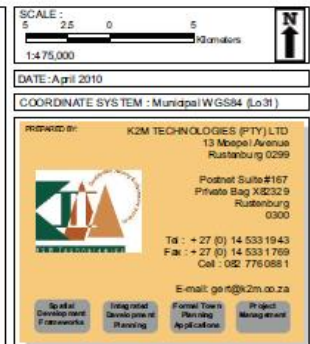 SCALE :
5 2.5 0 5
Kilometers
1:475,000
N
DATE : April 2010
COORDINATE SYSTEM : Municipal WGS84 (Lo31)
PREPARED BY:
K2M TECHNOLOGIES (PTY) LTD
13 Moepel Avenue
Rustenburg 0299
Postnet Suite #167
Private Bag X82329
Rustenburg
0300
Tel : + 27 (0) 14 533 1943
Fax : + 27 (0) 14 533 1769
Cell : 082 776 0881
E-mail: gert@k2m.co.za
K2M TECHNOLOGIES
Spatial
Development
Frameworks
Integrated
Development
Planning
Formal Town
Planning
Applications
Project
Management